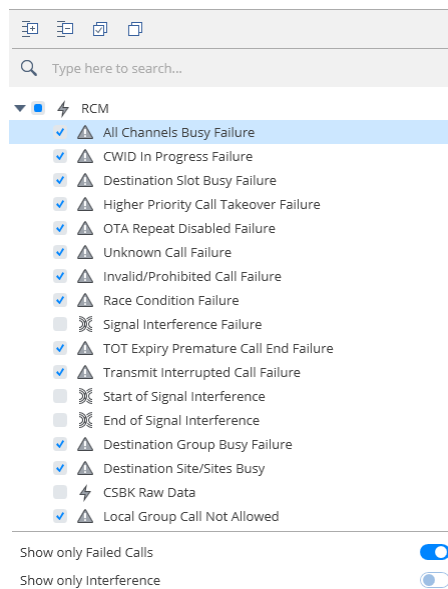 Type here to search...
RCM
All Channels Busy Failure
CWID In Progress Failure
Destination Slot Busy Failure
Higher Priority Call Takeover Failure
OTA Repeat Disabled Failure
Unknown Call Failure
Invalid/Prohibited Call Failure
Race Condition Failure
Signal Interference Failure
TOT Expiry Premature Call End Failure
Transmit Interrupted Call Failure
Start of Signal Interference
End of Signal Interference
Destination Group Busy Failure
Destination Site/Sites Busy
CSBK Raw Data
Local Group Call Not Allowed
Show only Failed Calls
Show only Interference